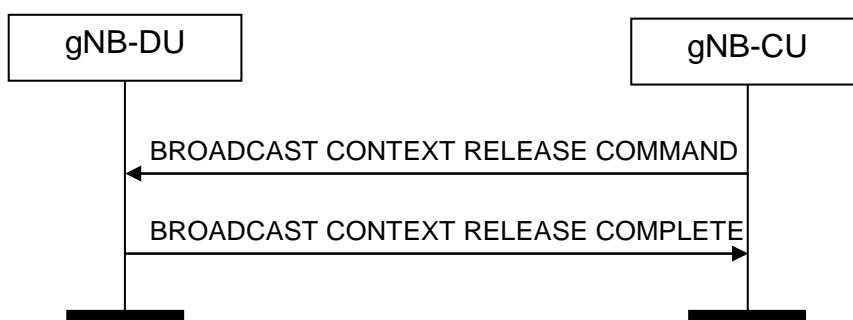 gNB-DU
gNB-CU
BROADCAST CONTEXT RELEASE COMMAND
BROADCAST CONTEXT RELEASE COMPLETE